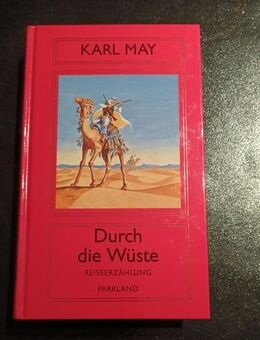 KARL MAY
Durch
die Wüste
REISEERZÄHLUNG
PARKLAND